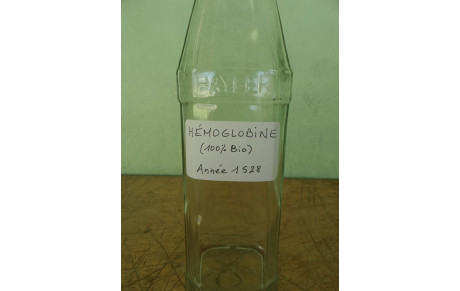 HÉMOGLOBINE
(100% Bio)
Année 1528